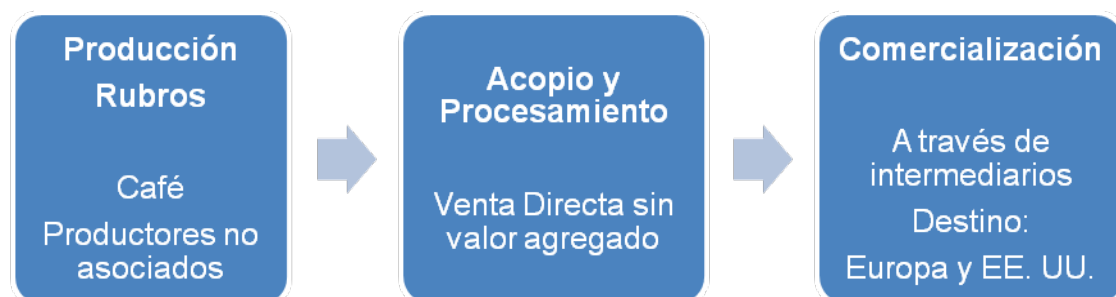 Producción
Rubros
Café
Productores no
asociados
Acopio y
Procesamiento
Venta Directa sin
valor agregado
Comercialización
A través de
intermediarios
Destino:
Europa y EE. UU.